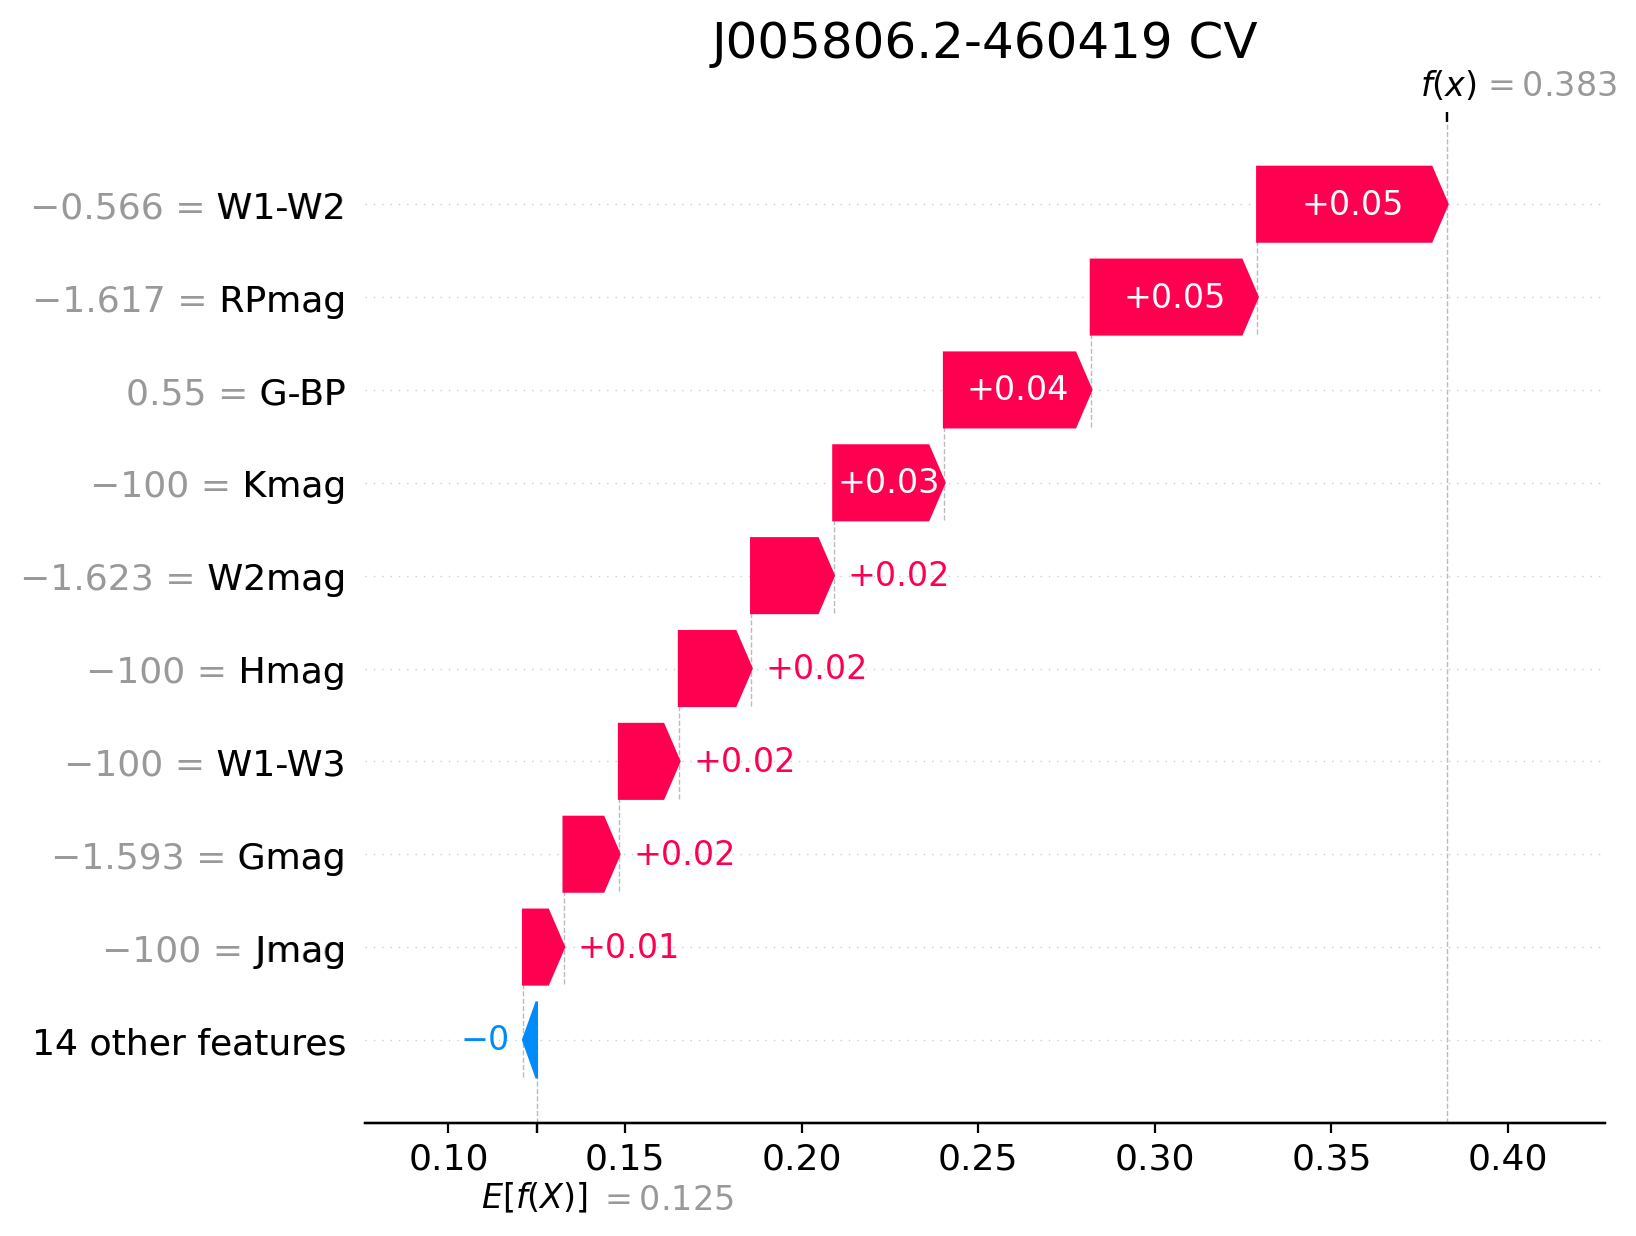 J005806.2-460419 CV
f(x) = 0.383
−0.566 = W1-W2 +0.05
−1.617 = RPmag +0.05
0.55 = G-BP +0.04
−100 = Kmag +0.03
−1.623 = W2mag +0.02
−100 = Hmag +0.02
−100 = W1-W3 +0.02
−1.593 = Gmag +0.02
−100 = Jmag +0.01
14 other features −0
0.10 0.15 0.20 0.25 0.30 0.35 0.40
E[f(X)] = 0.125